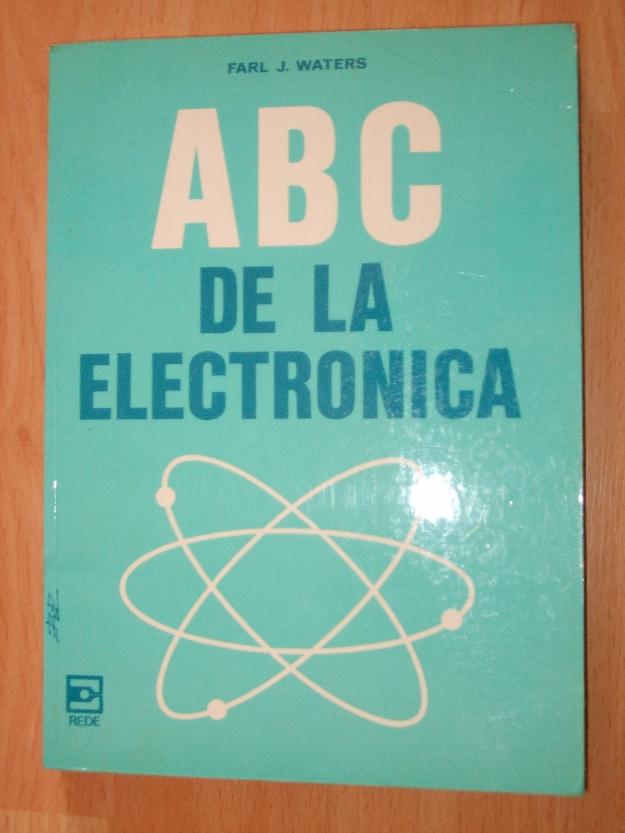 FARL J. WATERS
ABC
DE LA
ELECTRONICA
REDE